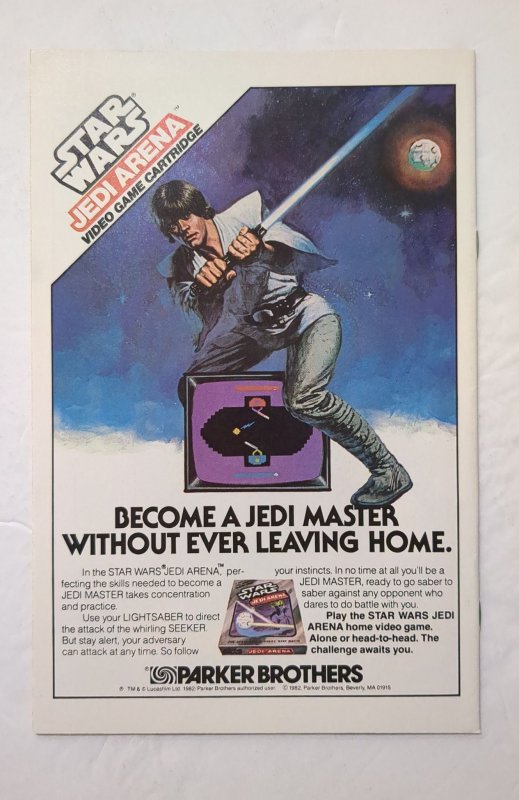 STAR
WARS®
JEDI ARENA™
VIDEO GAME CARTRIDGE
BECOME A JEDI MASTER
WITHOUT EVER LEAVING HOME.
In the STAR WARS® JEDI ARENA,™ per-
fecting the skills needed to become a
JEDI MASTER takes concentration
and practice.
Use your LIGHTSABER to direct
the attack of the whirling SEEKER.
But stay alert, your adversary
can attack at any time. So follow
STAR
WARS
JEDI ARENA
JEDI ARENA
your instincts. In no time at all you'll be a
JEDI MASTER, ready to go saber to
saber against any opponent who
dares to do battle with you.
Play the STAR WARS JEDI
ARENA home video game.
Alone or head-to-head. The
challenge awaits you.
PARKER BROTHERS
® TM & © Lucasfilm Ltd. 1982. Parker Brothers authorized user. © 1982, Parker Brothers, Beverly, MA 01915